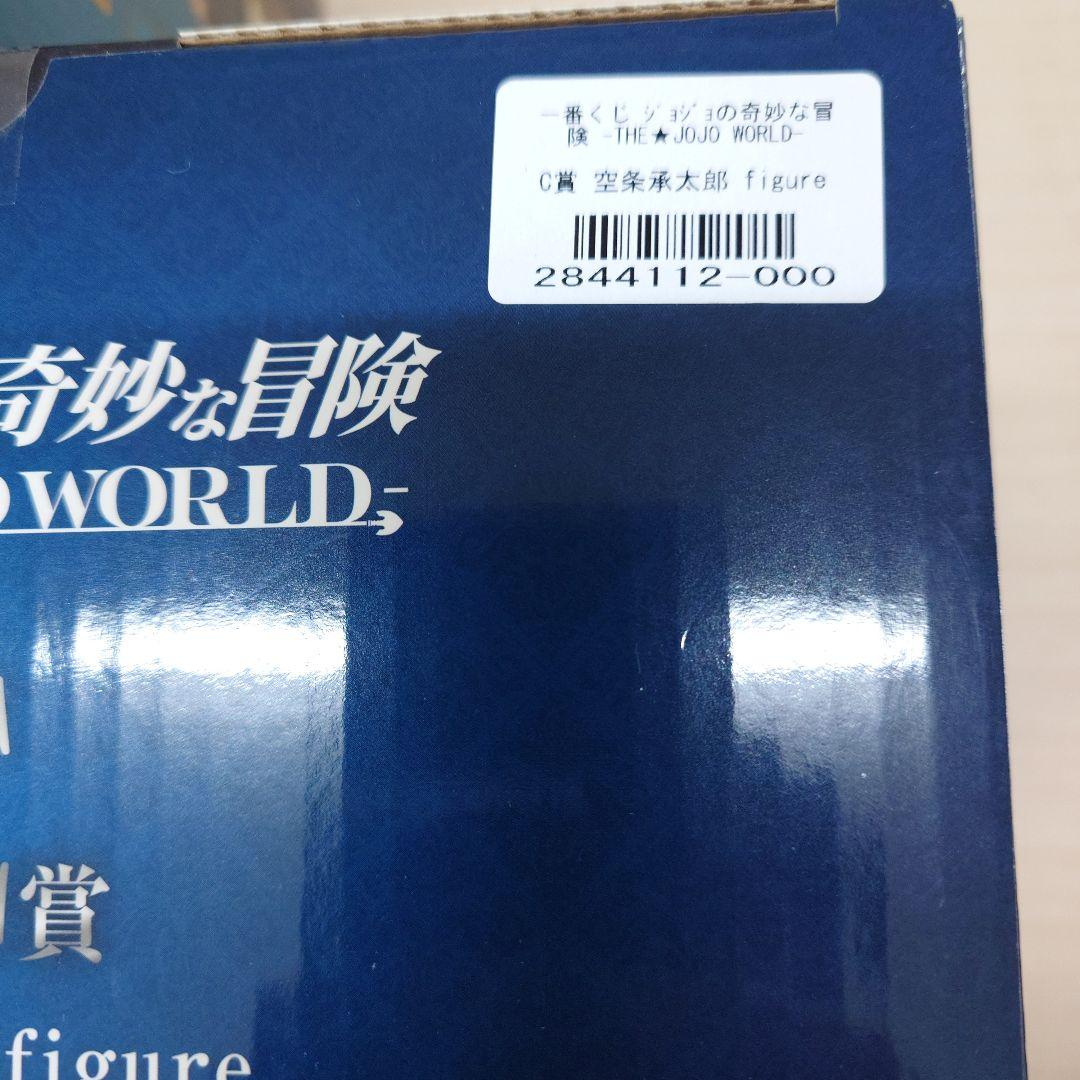 一番くじ ｼﾞｮｼﾞｮの奇妙な冒
険 -THE★JOJO WORLD-
C賞 空条承太郎 figure
2844112-000
奇妙な冒険
WORLD-
賞
figure